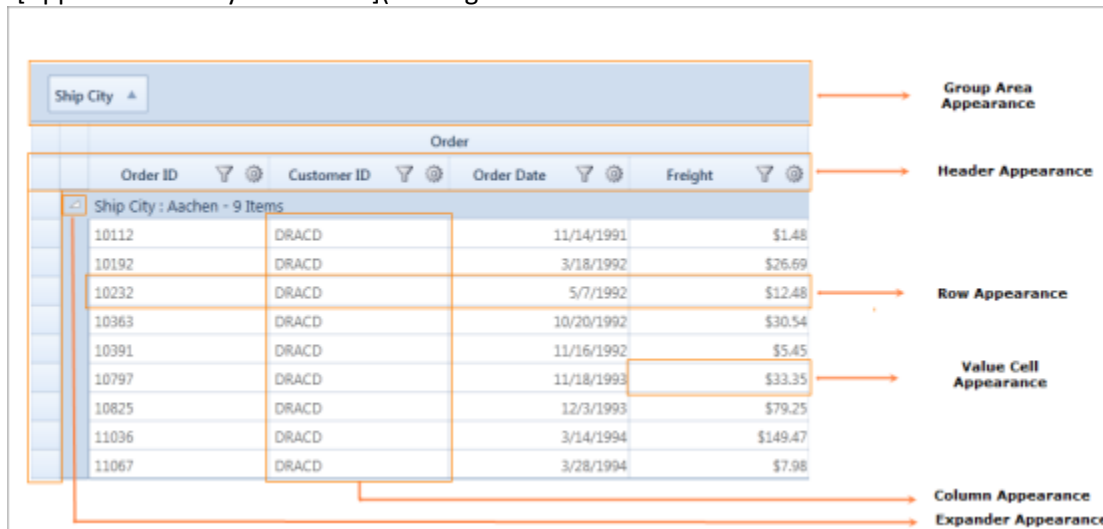 Ship City
Group Area
Appearance
Order
Order ID Customer ID Order Date Freight
Header Appearance
Ship City : Aachen - 9 Items
10112 DRACD 11/14/1991 $1.48
10192 DRACD 3/18/1992 $26.69
10232 DRACD 5/7/1992 $12.48
Row Appearance
10363 DRACD 10/20/1992 $30.54
10391 DRACD 11/16/1992 $5.45
10797 DRACD 11/18/1993 $33.35
Value Cell
Appearance
10825 DRACD 12/3/1993 $79.25
11036 DRACD 3/14/1994 $149.47
11067 DRACD 3/28/1994 $7.98
Column Appearance
Expander Appearance